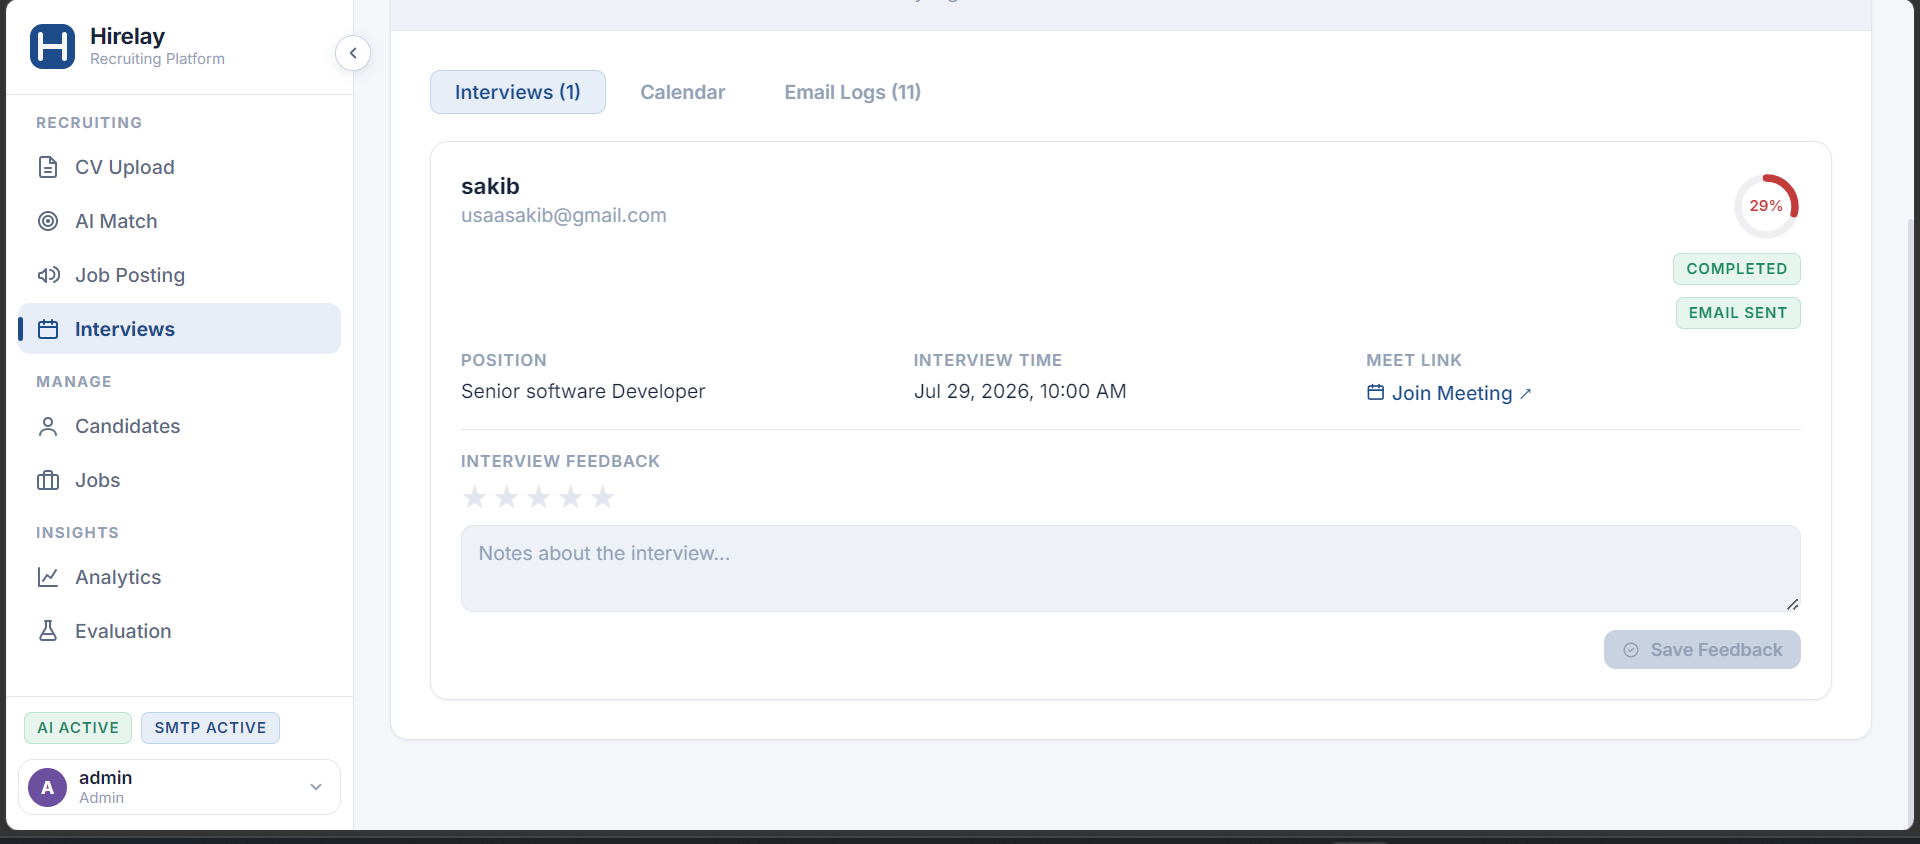 Hirelay
Recruiting Platform
RECRUITING
CV Upload
AI Match
Job Posting
Interviews
MANAGE
Candidates
Jobs
INSIGHTS
Analytics
Evaluation
AI ACTIVE
SMTP ACTIVE
A
admin
Admin
Interviews (1)
Calendar
Email Logs (11)
sakib
usaasakib@gmail.com
29%
COMPLETED
EMAIL SENT
POSITION
Senior software Developer
INTERVIEW TIME
Jul 29, 2026, 10:00 AM
MEET LINK
Join Meeting ↗
INTERVIEW FEEDBACK
Notes about the interview...
Save Feedback